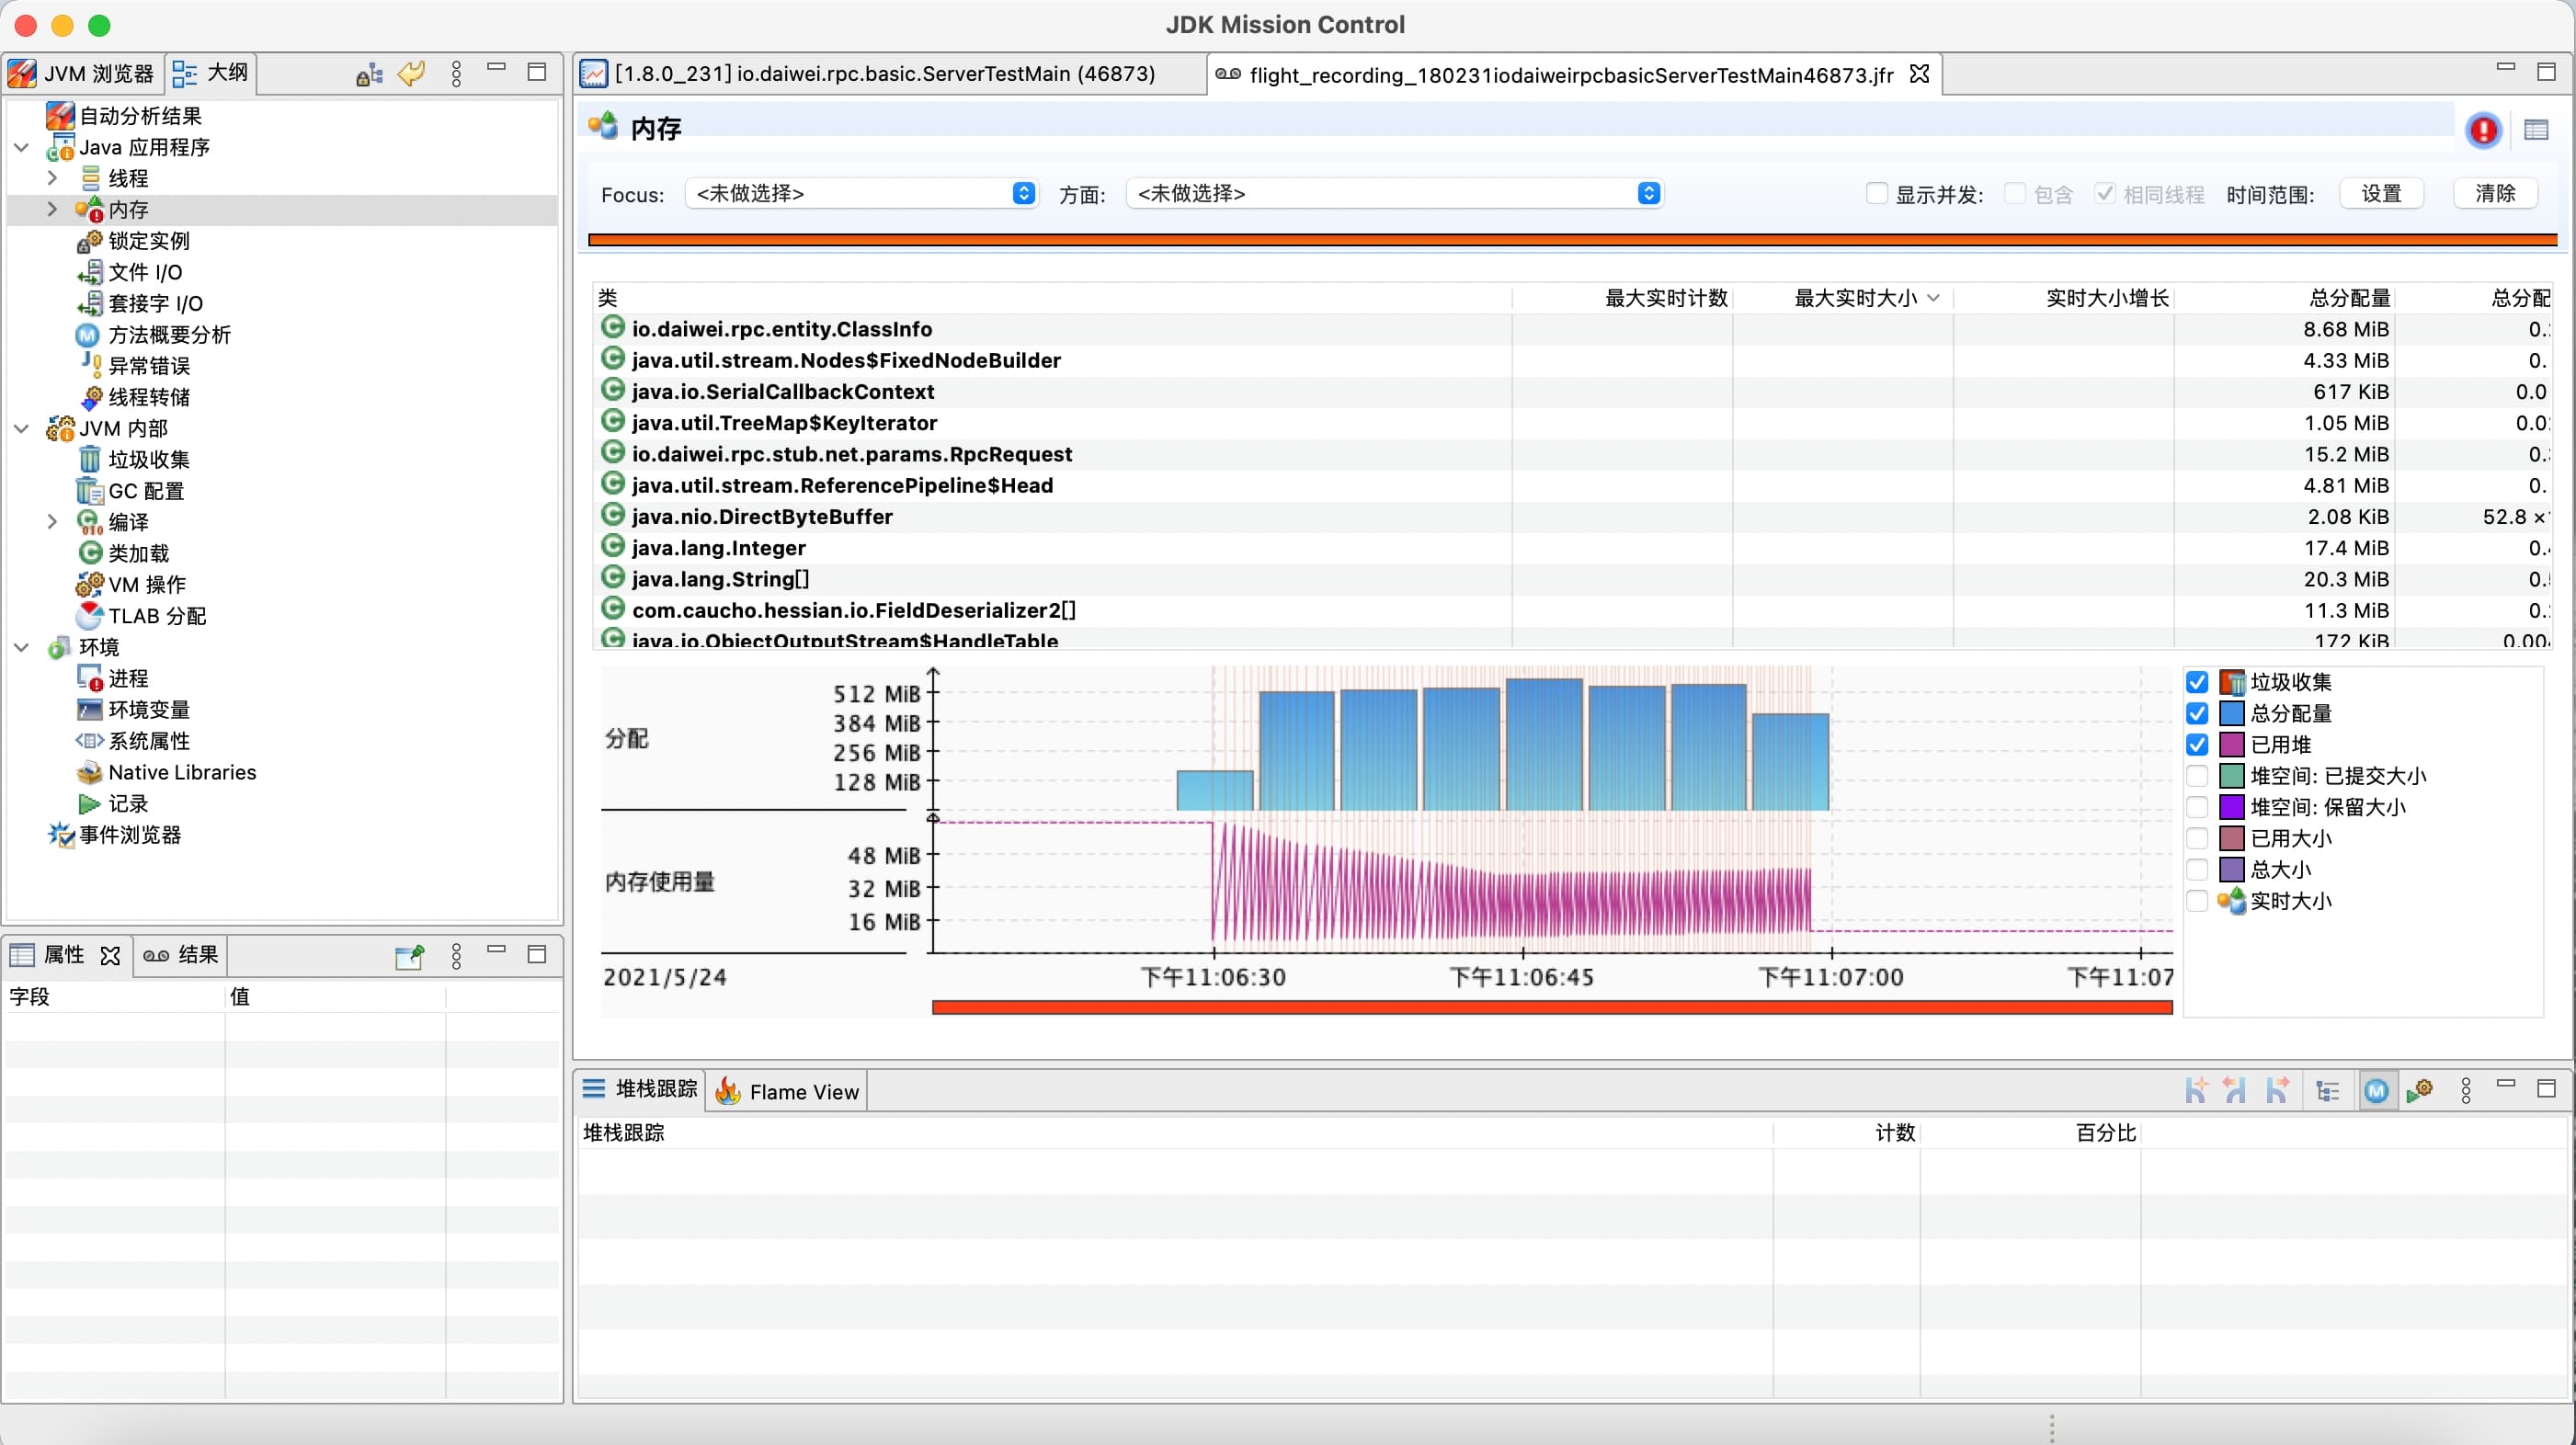 JDK Mission Control
JVM 浏览器
大纲
自动分析结果
Java 应用程序
线程
内存
锁定实例
文件 I/O
套接字 I/O
方法概要分析
异常错误
线程转储
JVM 内部
垃圾收集
GC 配置
编译
类加载
VM 操作
TLAB 分配
环境
进程
环境变量
系统属性
Native Libraries
记录
事件浏览器
属性
结果
字段 值
[1.8.0_231] io.daiwei.rpc.basic.ServerTestMain (46873)
flight_recording_180231iodaiweirpcbasicServerTestMain46873.jfr
内存
Focus: <未做选择> 方面: <未做选择> 显示并发: 包含 相同线程 时间范围: 设置 清除
类 最大实时计数 最大实时大小 实时大小增长 总分配量 总分配
io.daiwei.rpc.entity.ClassInfo 8.68 MiB 0.
java.util.stream.Nodes$FixedNodeBuilder 4.33 MiB 0.
java.io.SerialCallbackContext 617 KiB 0.0
java.util.TreeMap$KeyIterator 1.05 MiB 0.0
io.daiwei.rpc.stub.net.params.RpcRequest 15.2 MiB 0.
java.util.stream.ReferencePipeline$Head 4.81 MiB 0.
java.nio.DirectByteBuffer 2.08 KiB 52.8 ×
java.lang.Integer 17.4 MiB 0.
java.lang.String[] 20.3 MiB 0.
com.caucho.hessian.io.FieldDeserializer2[] 11.3 MiB 0.
java.io.ObjectOutputStream$HandleTable 172 KiB 0.00
分配
512 MiB
384 MiB
256 MiB
128 MiB
内存使用量
48 MiB
32 MiB
16 MiB
2021/5/24 下午11:06:30 下午11:06:45 下午11:07:00 下午11:07
垃圾收集
总分配量
已用堆
堆空间: 已提交大小
堆空间: 保留大小
已用大小
总大小
实时大小
堆栈跟踪
Flame View
堆栈跟踪 计数 百分比